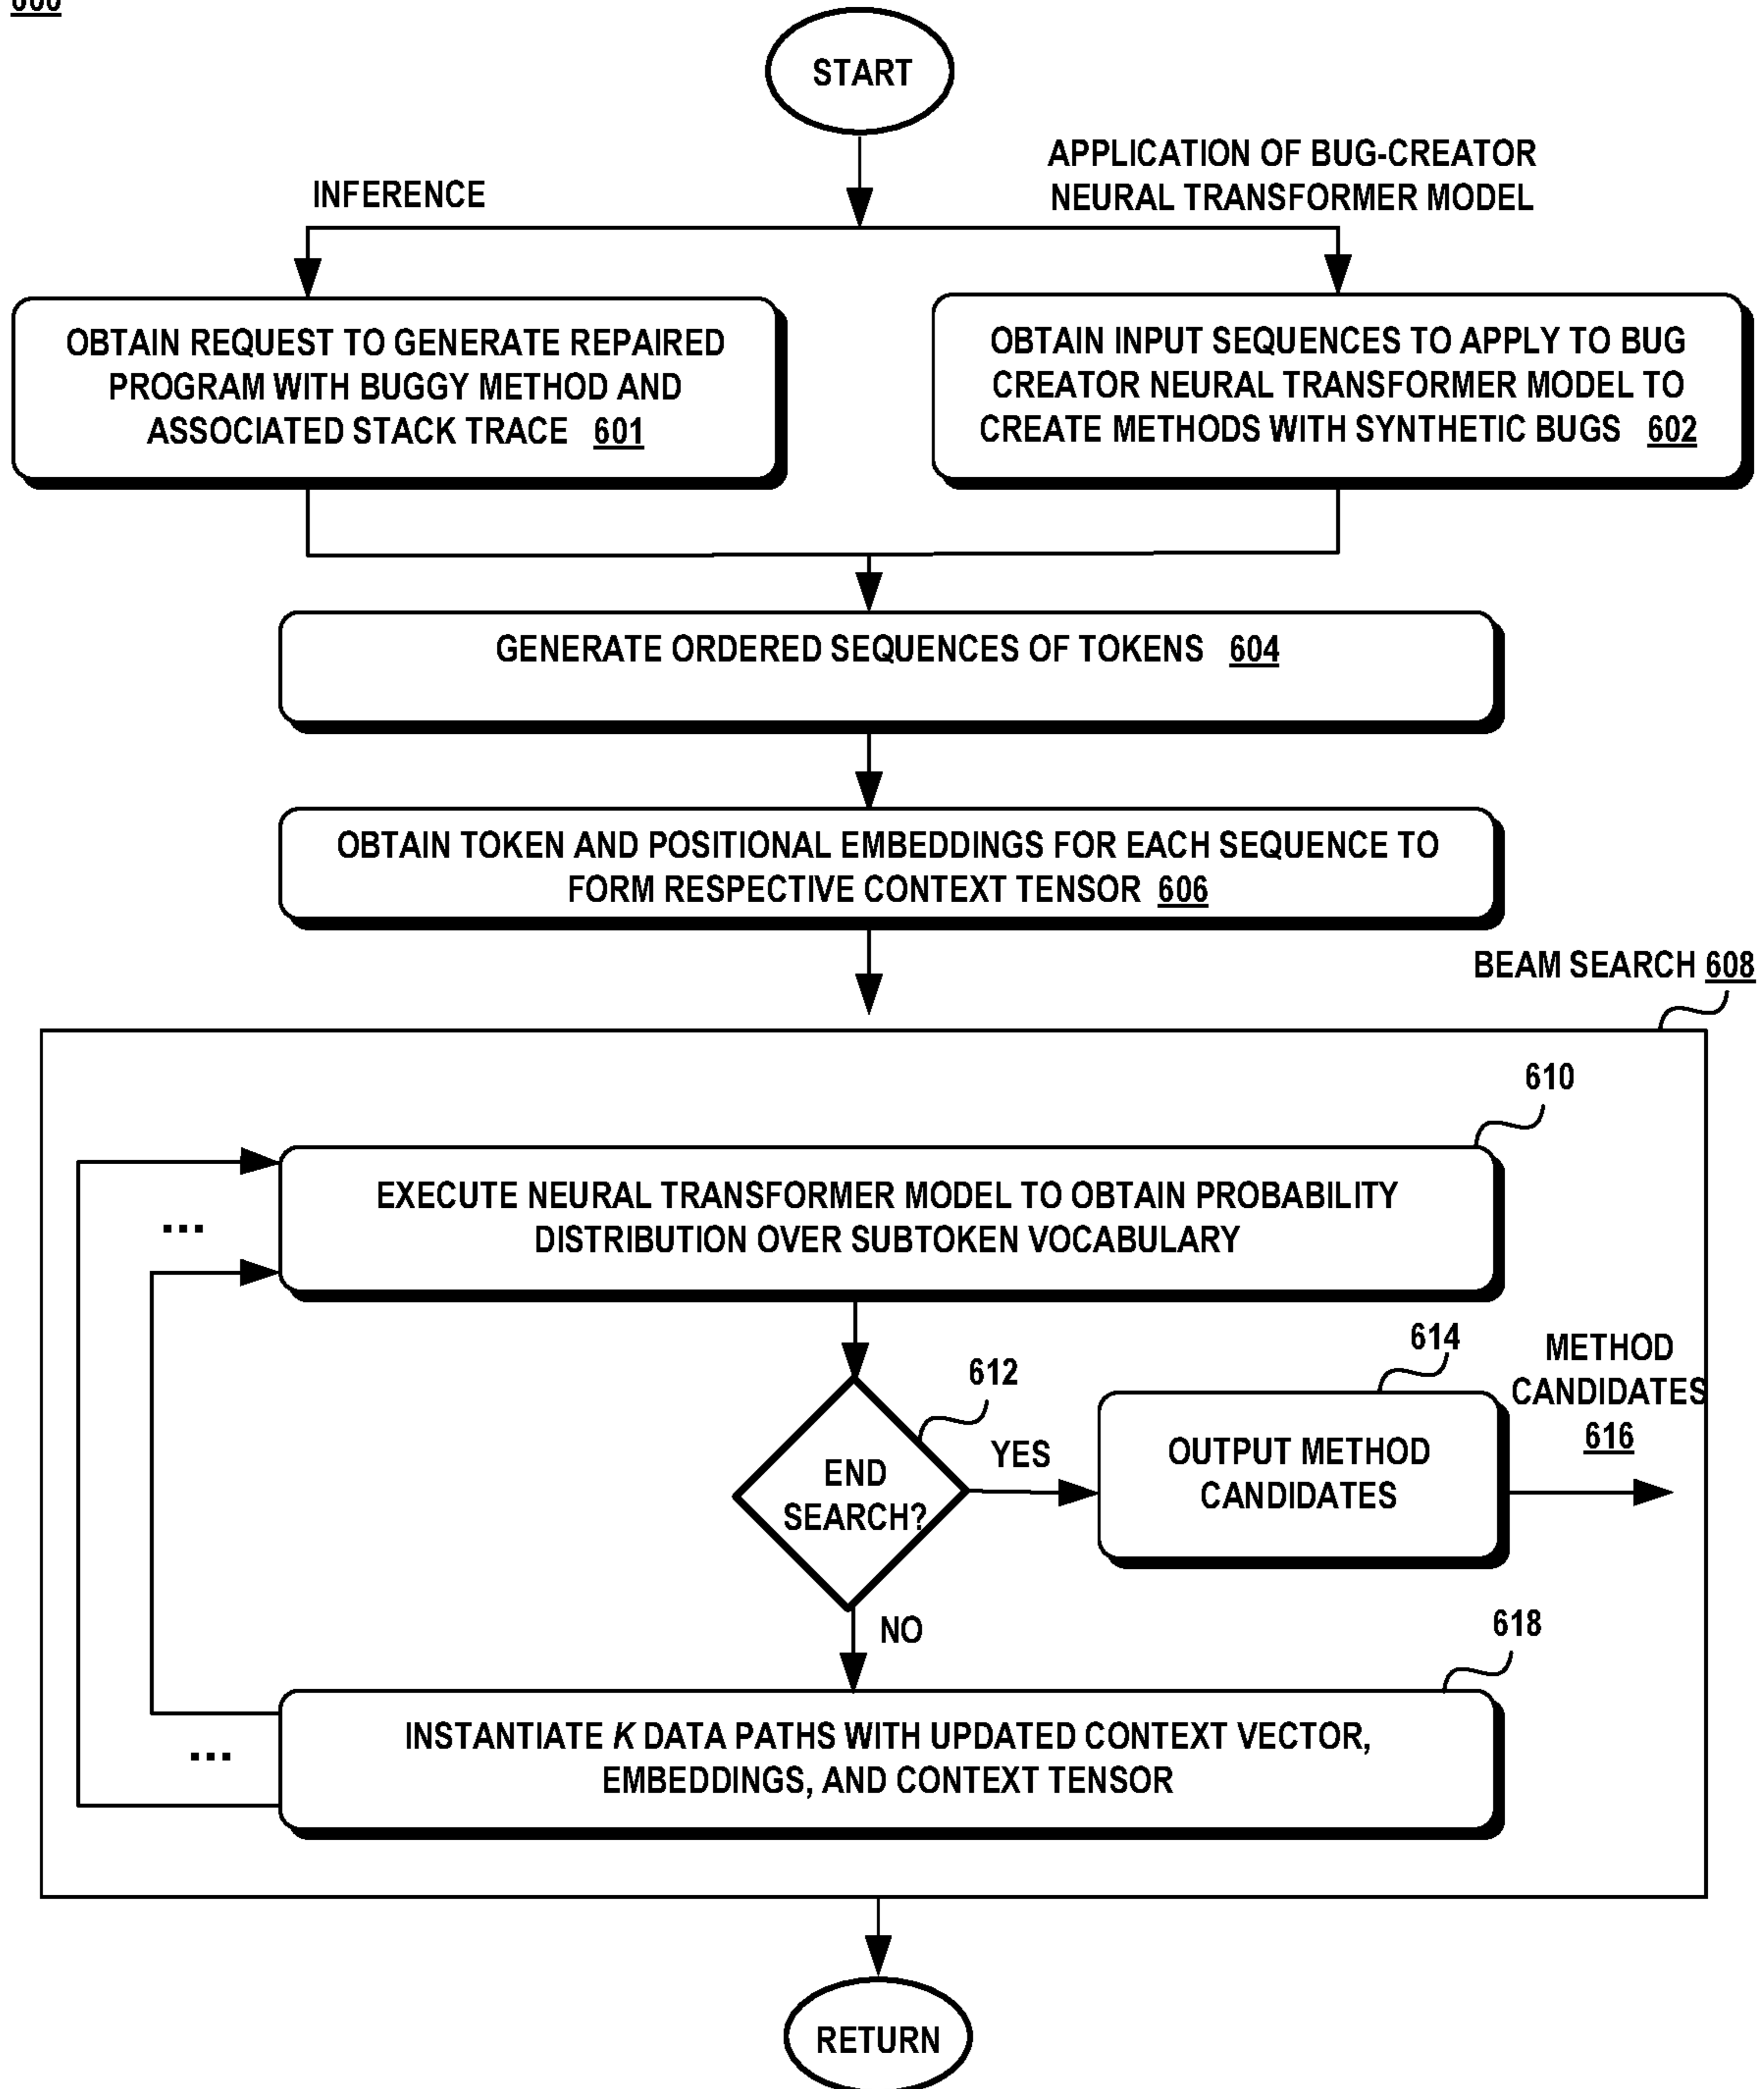 START
INFERENCE
APPLICATION OF BUG-CREATOR
NEURAL TRANSFORMER MODEL
OBTAIN REQUEST TO GENERATE REPAIRED
PROGRAM WITH BUGGY METHOD AND
ASSOCIATED STACK TRACE 601
OBTAIN INPUT SEQUENCES TO APPLY TO BUG
CREATOR NEURAL TRANSFORMER MODEL TO
CREATE METHODS WITH SYNTHETIC BUGS 602
GENERATE ORDERED SEQUENCES OF TOKENS 604
OBTAIN TOKEN AND POSITIONAL EMBEDDINGS FOR EACH SEQUENCE TO
FORM RESPECTIVE CONTEXT TENSOR 606
BEAM SEARCH 608
610
EXECUTE NEURAL TRANSFORMER MODEL TO OBTAIN PROBABILITY
DISTRIBUTION OVER SUBTOKEN VOCABULARY
...
612
END
SEARCH?
YES
614
OUTPUT METHOD
CANDIDATES
METHOD
CANDIDATES
616
NO
618
INSTANTIATE K DATA PATHS WITH UPDATED CONTEXT VECTOR,
EMBEDDINGS, AND CONTEXT TENSOR
...
RETURN